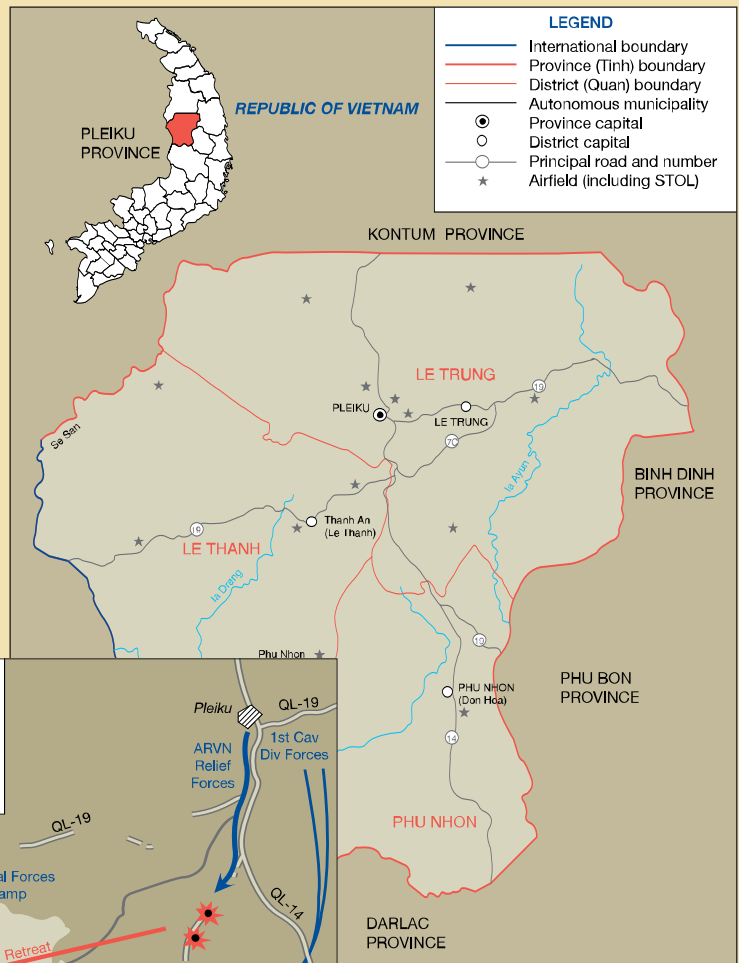 LEGEND
International boundary
Province (Tinh) boundary
District (Quan) boundary
Autonomous municipality
Province capital
District capital
Principal road and number
Airfield (including STOL)
REPUBLIC OF VIETNAM
PLEIKU
PROVINCE
KONTUM PROVINCE
LE TRUNG
19
PLEIKU
LE TRUNG
7C
Se San
BINH DINH
PROVINCE
Ia Ayun
Thanh An
(Le Thanh)
19
LE THANH
Ia Drang
Phu Nhon
19
PHU BON
PROVINCE
PHU NHON
(Don Hoa)
14
PHU NHON
DARLAC
PROVINCE
Pleiku
QL-19
ARVN
Relief
Forces
1st Cav
Div Forces
QL-19
al Forces
amp
QL-14
Retreat